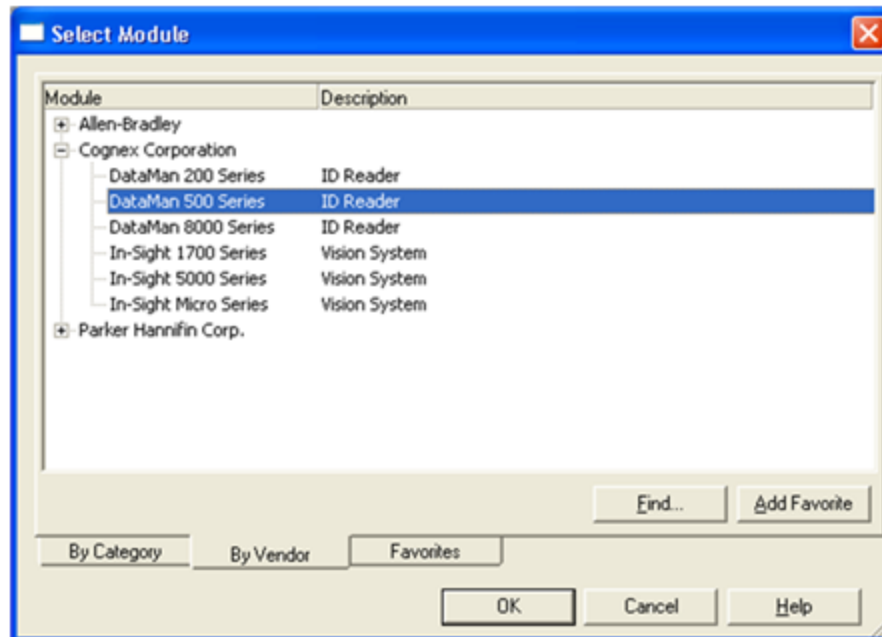 Select Module
Module Description
Allen-Bradley
Cognex Corporation
DataMan 200 Series ID Reader
DataMan 500 Series ID Reader
DataMan 8000 Series ID Reader
In-Sight 1700 Series Vision System
In-Sight 5000 Series Vision System
In-Sight Micro Series Vision System
Parker Hannifin Corp.
Find... Add Favorite
By Category By Vendor Favorites
OK Cancel Help